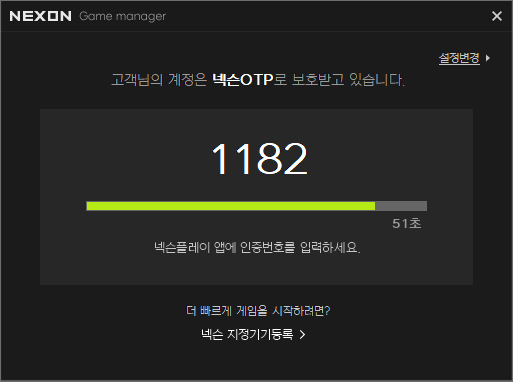 NEXON Game manager
설정변경
고객님의 계정은 넥슨OTP로 보호받고 있습니다.
1182
51초
넥슨플레이 앱에 인증번호를 입력하세요.
더 빠르게 게임을 시작하려면?
넥슨 지정기기등록 >